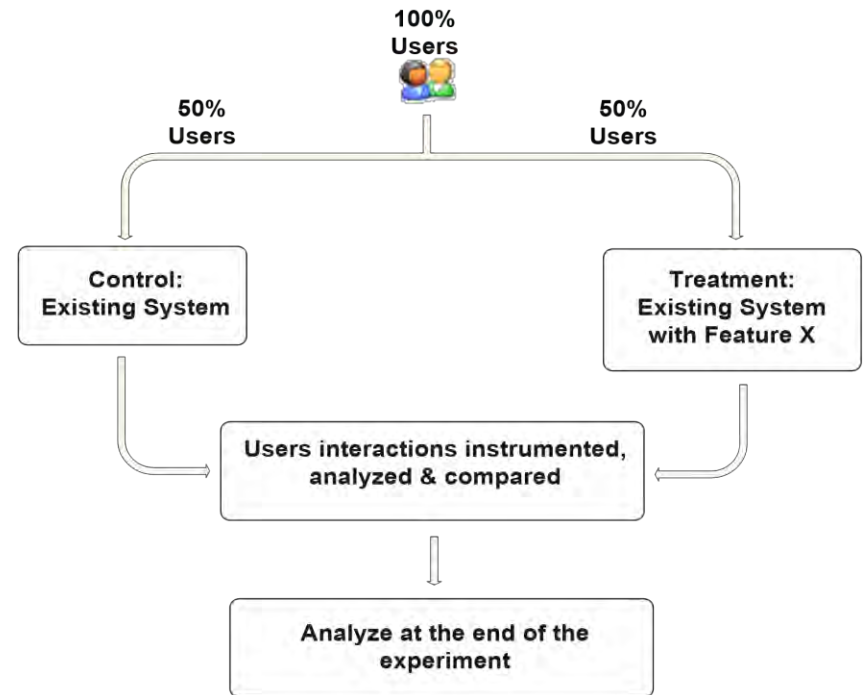 100%
Users
50%
Users
50%
Users
Control:
Existing System
Treatment:
Existing System
with Feature X
Users interactions instrumented,
analyzed & compared
Analyze at the end of the
experiment